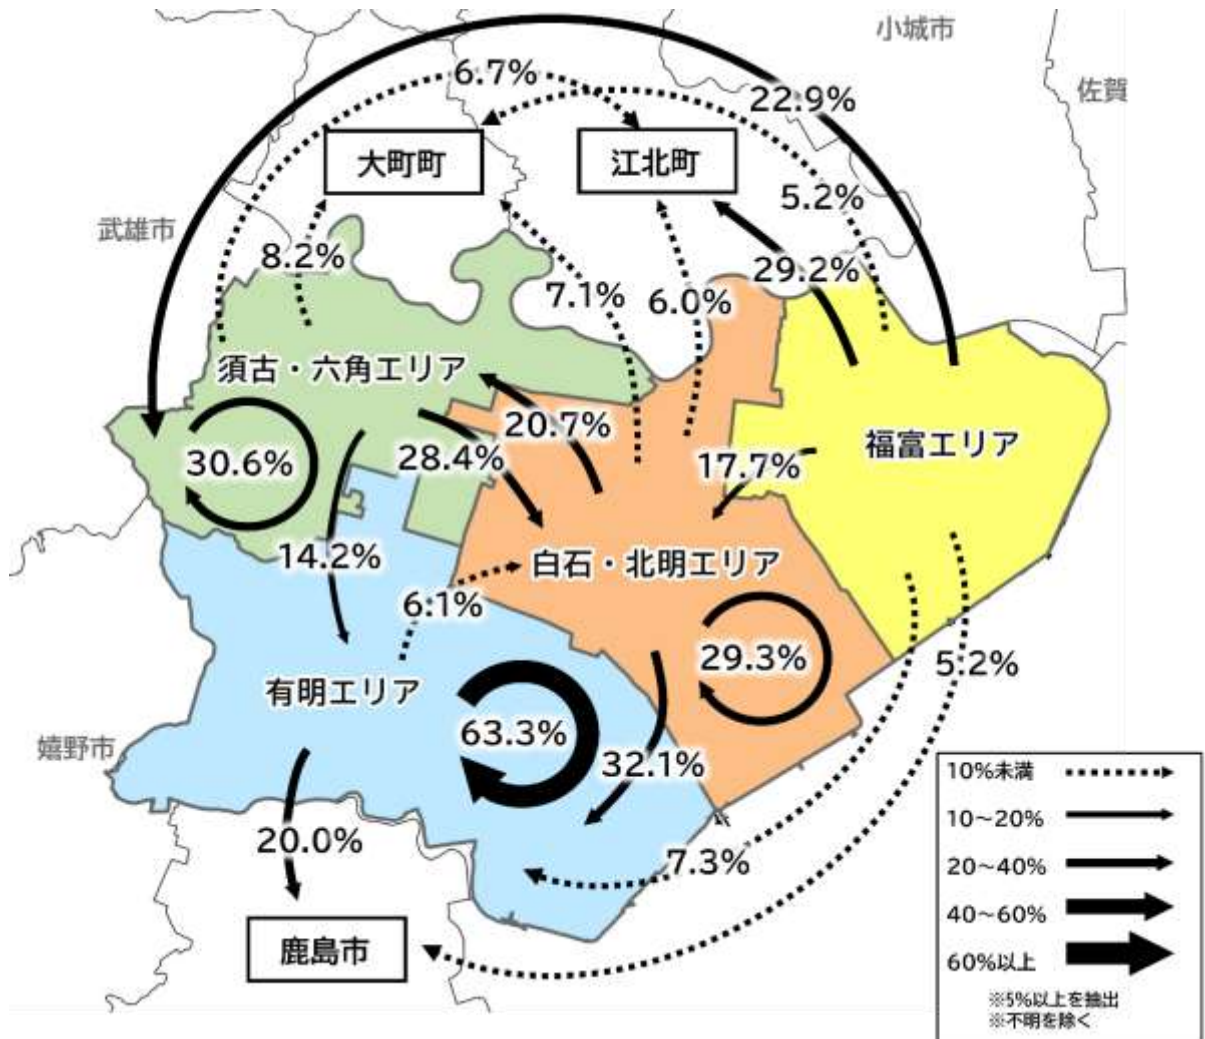 小城市
佐賀
6.7%
22.9%
大町町
江北町
5.2%
武雄市
8.2%
29.2%
7.1%
6.0%
須古・六角エリア
20.7%
福富エリア
30.6%
28.4%
17.7%
14.2%
白石・北明エリア
6.1%
29.3%
5.2%
有明エリア
63.3%
嬉野市
32.1%
20.0%
7.3%
鹿島市
10%未満
10～20%
20～40%
40～60%
60%以上
※5%以上を抽出
※不明を除く